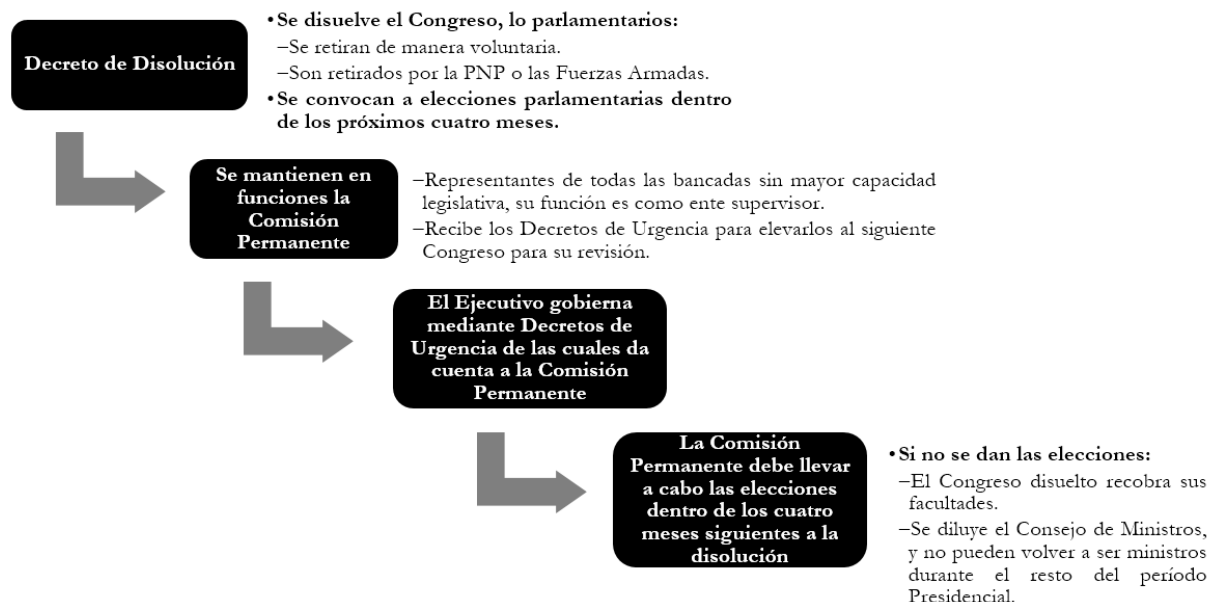 Decreto de Disolución
•Se disuelve el Congreso, lo parlamentarios:
–Se retiran de manera voluntaria.
–Son retirados por la PNP o las Fuerzas Armadas.
•Se convocan a elecciones parlamentarias dentro
de los próximos cuatro meses.
Se mantienen en
funciones la
Comisión
Permanente
–Representantes de todas las bancadas sin mayor capacidad
legislativa, su función es como ente supervisor.
–Recibe los Decretos de Urgencia para elevarlos al siguiente
Congreso para su revisión.
El Ejecutivo gobierna
mediante Decretos de
Urgencia de las cuales da
cuenta a la Comisión
Permanente
La Comisión
Permanente debe llevar
a cabo las elecciones
dentro de los cuatro
meses siguientes a la
disolución
•Si no se dan las elecciones:
–El Congreso disuelto recobra sus
facultades.
–Se diluye el Consejo de Ministros,
y no pueden volver a ser ministros
durante el resto del período
Presidencial.